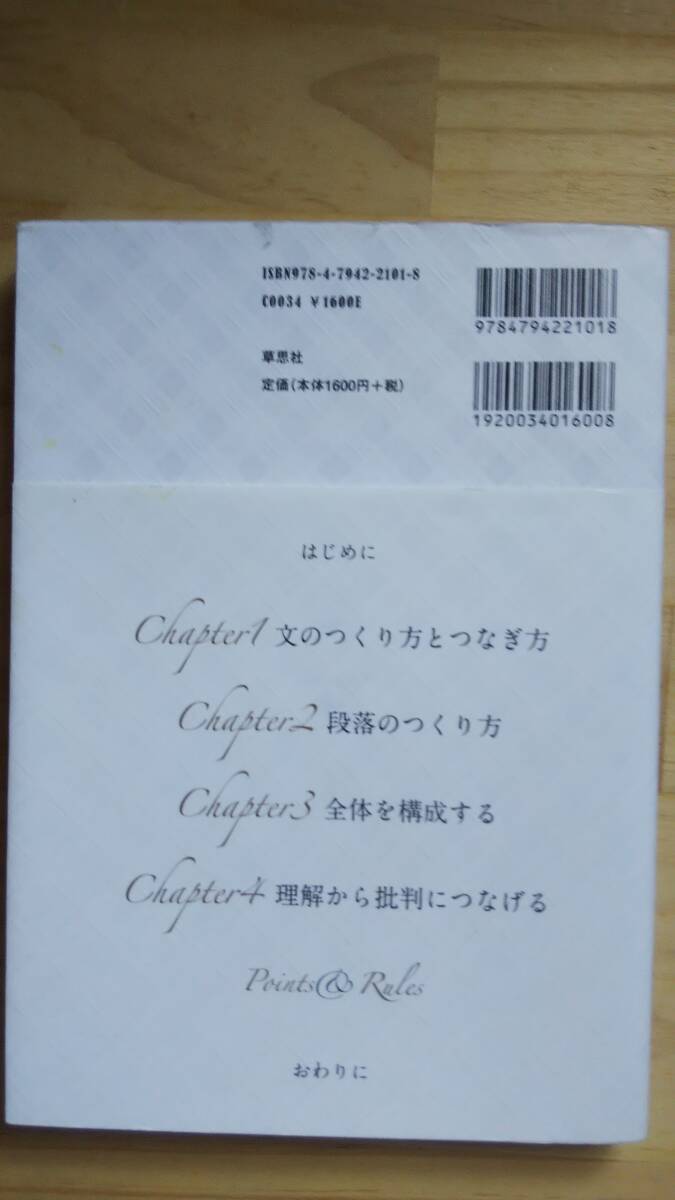 ISBN978-4-7942-2101-8
C0034 ￥1600E
9784794221018
草思社
定価（本体1600円＋税）
1920034016008
はじめに
Chapter1 文のつくり方とつなぎ方
Chapter2 段落のつくり方
Chapter3 全体を構成する
Chapter4 理解から批判につなげる
Points&Rules
おわりに